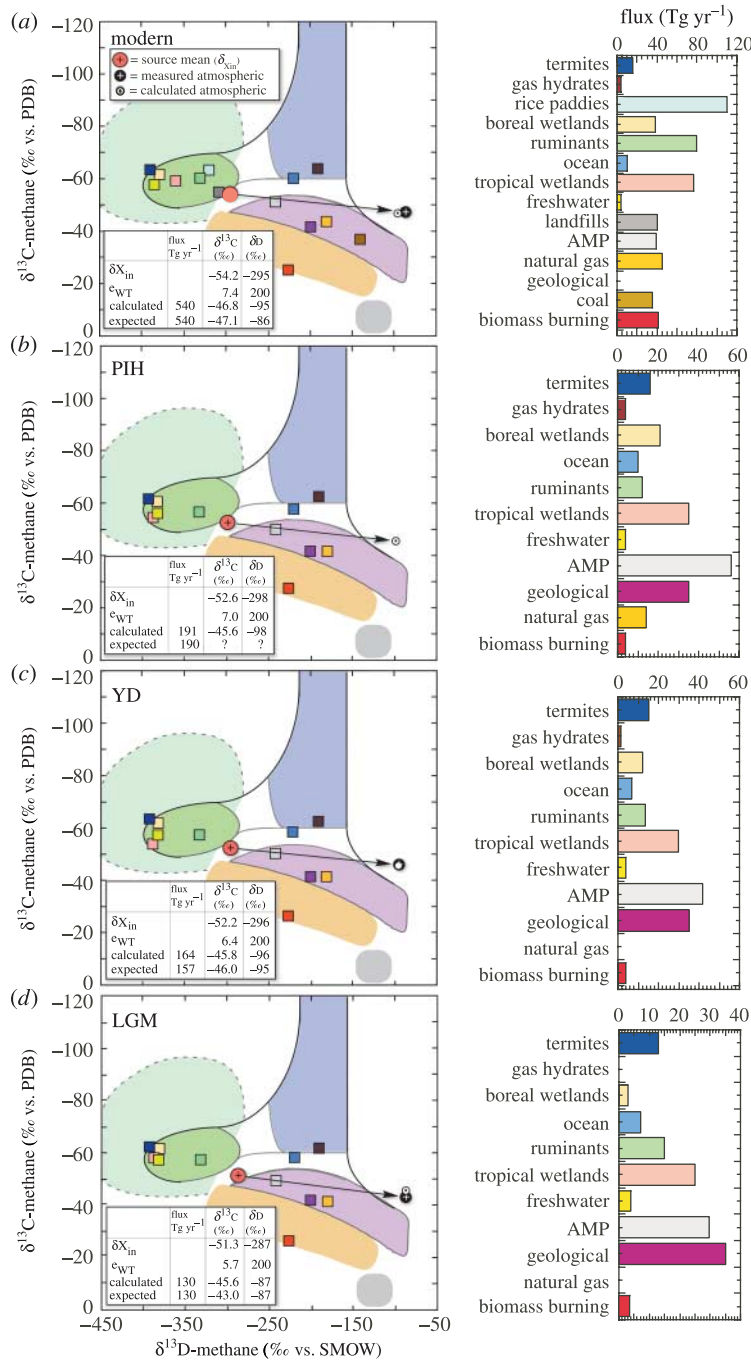 (a)
modern
= source mean (δXin)
= measured atmospheric
= calculated atmospheric
−120
−100
−80
−60
−40
−20
0
δ¹³C-methane (‰ vs. PDB)
flux Tg yr⁻¹ δ¹³C (‰) δD (‰)
δXin −54.2 −295
eWT 7.4 200
calculated 540 −46.8 −95
expected 540 −47.1 −86
flux (Tg yr⁻¹)
0 40 80 120
termites
gas hydrates
rice paddies
boreal wetlands
ruminants
ocean
tropical wetlands
freshwater
landfills
AMP
natural gas
geological
coal
biomass burning
(b)
PIH
−120
−100
−80
−60
−40
−20
0
δ¹³C-methane (‰ vs. PDB)
flux Tg yr⁻¹ δ¹³C (‰) δD (‰)
δXin −52.6 −298
eWT 7.0 200
calculated 191 −45.6 −98
expected 190 ? ?
0 20 40 60
termites
gas hydrates
boreal wetlands
ocean
ruminants
tropical wetlands
freshwater
AMP
geological
natural gas
biomass burning
(c)
YD
−120
−100
−80
−60
−40
−20
0
δ¹³C-methane (‰ vs. PDB)
flux Tg yr⁻¹ δ¹³C (‰) δD (‰)
δXin −52.2 −296
eWT 6.4 200
calculated 164 −45.8 −96
expected 157 −46.0 −95
0 20 40 60
termites
gas hydrates
boreal wetlands
ocean
ruminants
tropical wetlands
freshwater
AMP
geological
natural gas
biomass burning
(d)
LGM
−120
−100
−80
−60
−40
−20
0
δ¹³C-methane (‰ vs. PDB)
flux Tg yr⁻¹ δ¹³C (‰) δD (‰)
δXin −51.3 −287
eWT 5.7 200
calculated 130 −45.6 −87
expected 130 −43.0 −87
−450 −350 −250 −150 −50
δ¹³D-methane (‰ vs. SMOW)
0 10 20 30 40
termites
gas hydrates
boreal wetlands
ocean
ruminants
tropical wetlands
freshwater
AMP
geological
natural gas
biomass burning